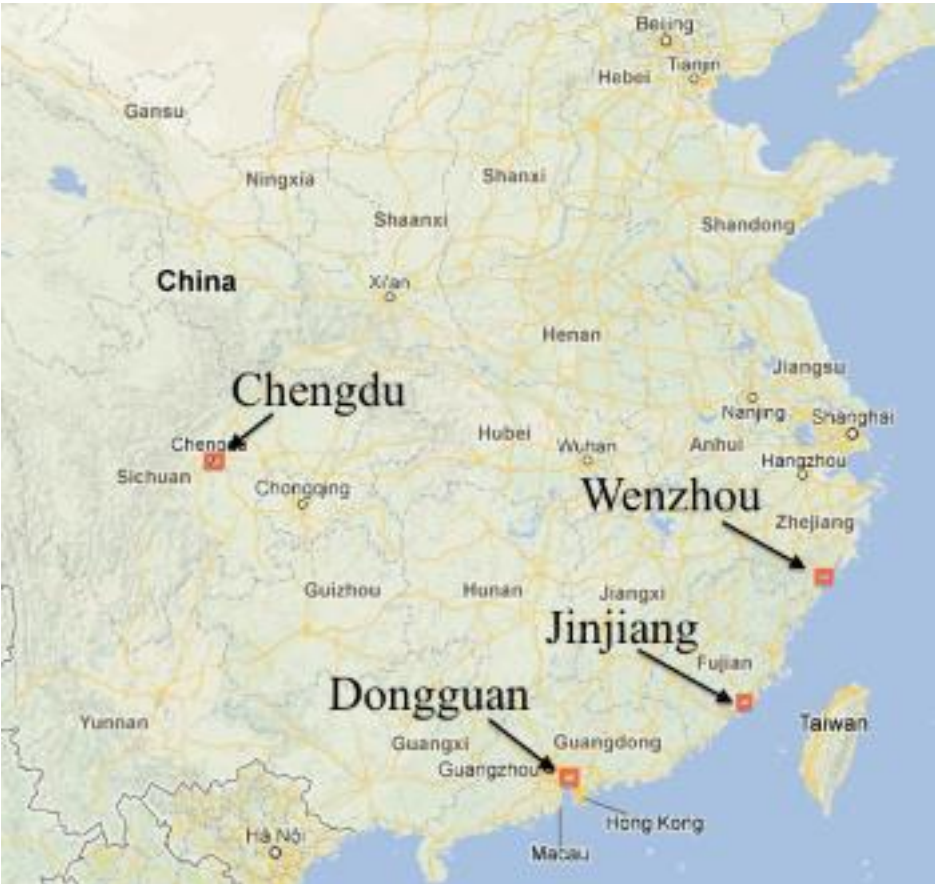 Beijing
Tianjin
Hebei
Gansu
Ningxia
Shanxi
Shaanxi
Shandong
China
Xi'an
Henan
Jiangsu
Chengdu
Nanjing
Shanghai
Hubei
Wuhan
Anhui
Chengdu
Hangzhou
Sichuan
Chongqing
Wenzhou
Zhejiang
Guizhou
Hunan
Jiangxi
Jinjiang
Fujian
Dongguan
Yunnan
Taiwan
Guangxi
Guangdong
Guangzhou
Hong Kong
Hà Nội
Macau